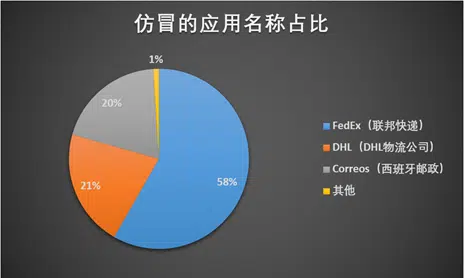 仿冒的应用名称占比
1%
20%
21%
58%
FedEx（联邦快递）
DHL（DHL物流公司）
Correos（西班牙邮政）
其他